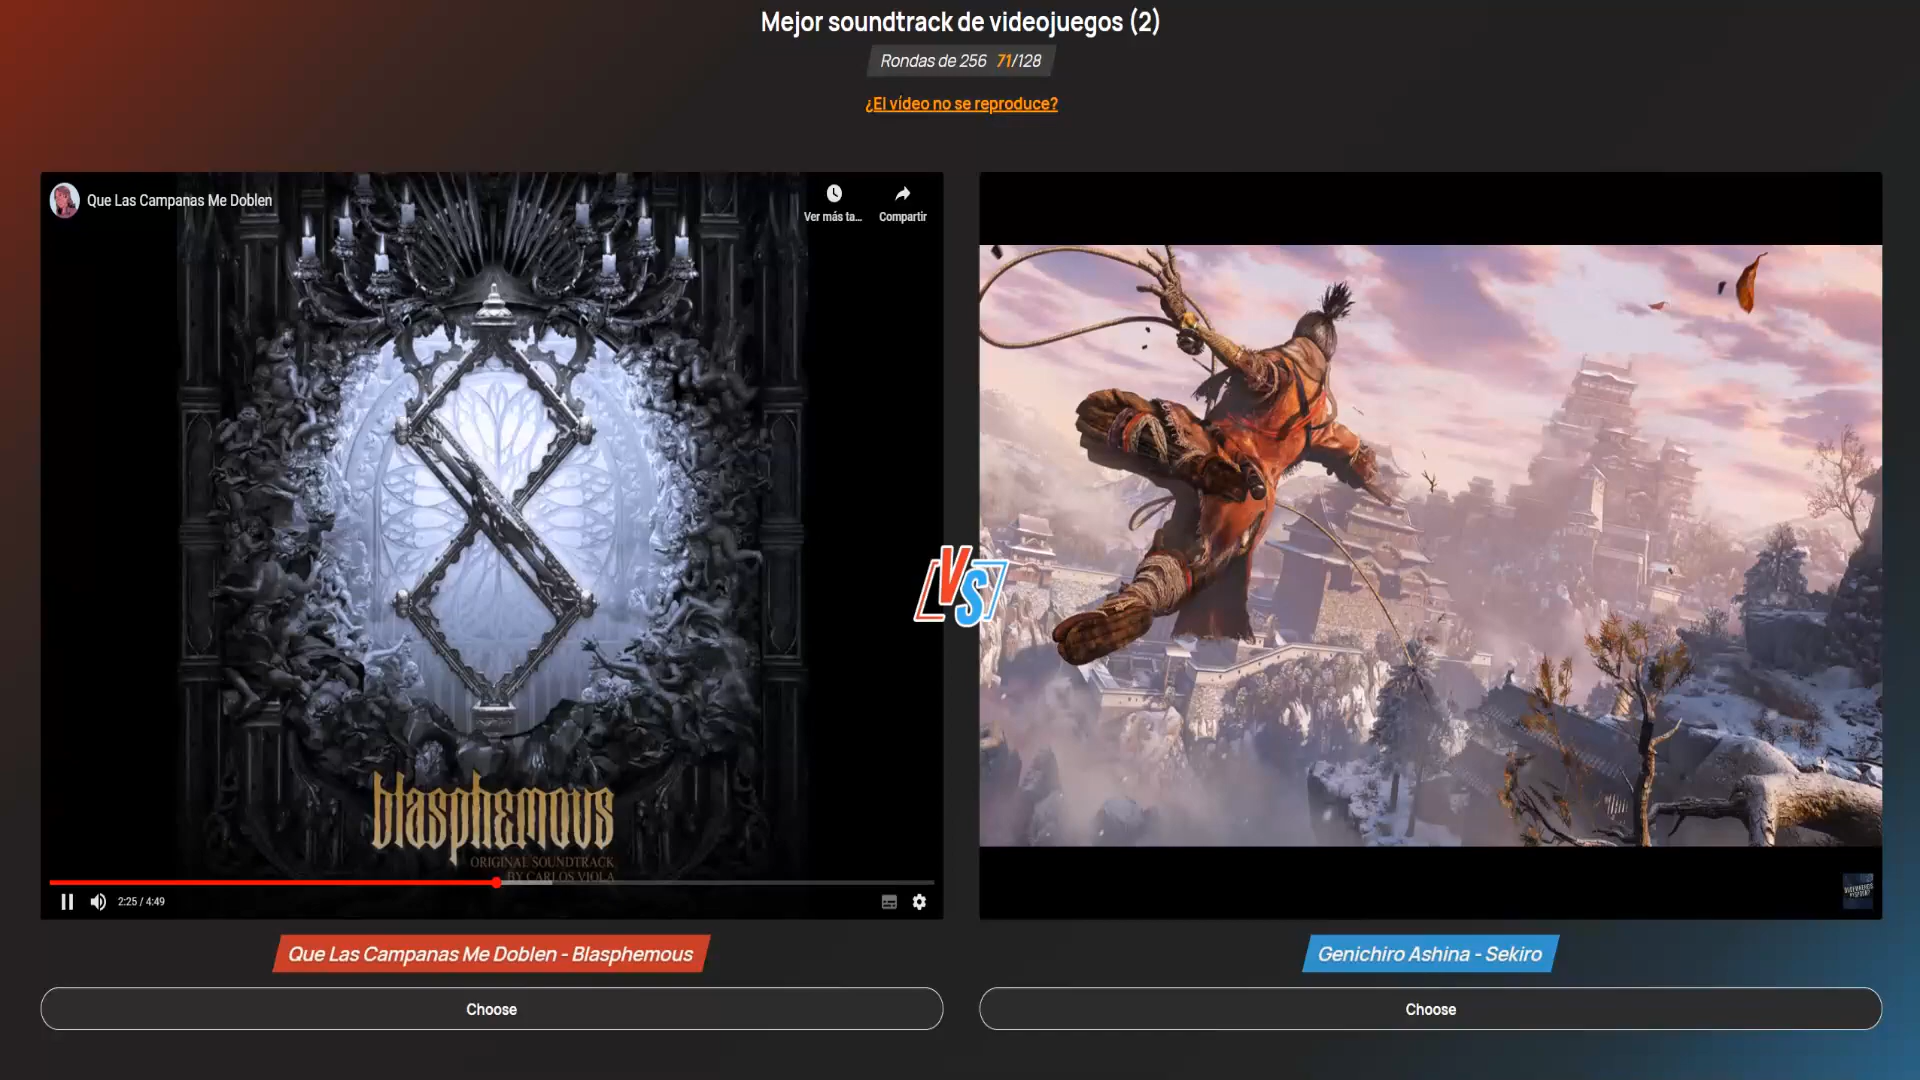 Mejor soundtrack de videojuegos (2)
Rondas de 256 71/128
¿El vídeo no se reproduce?
Que Las Campanas Me Doblen
Ver más ta...
Compartir
blasphemous
ORIGINAL SOUNDTRACK
BY CARLOS VIOLA
2:25 / 4:49
VS
Que Las Campanas Me Doblen - Blasphemous
Genichiro Ashina - Sekiro
Choose
Choose